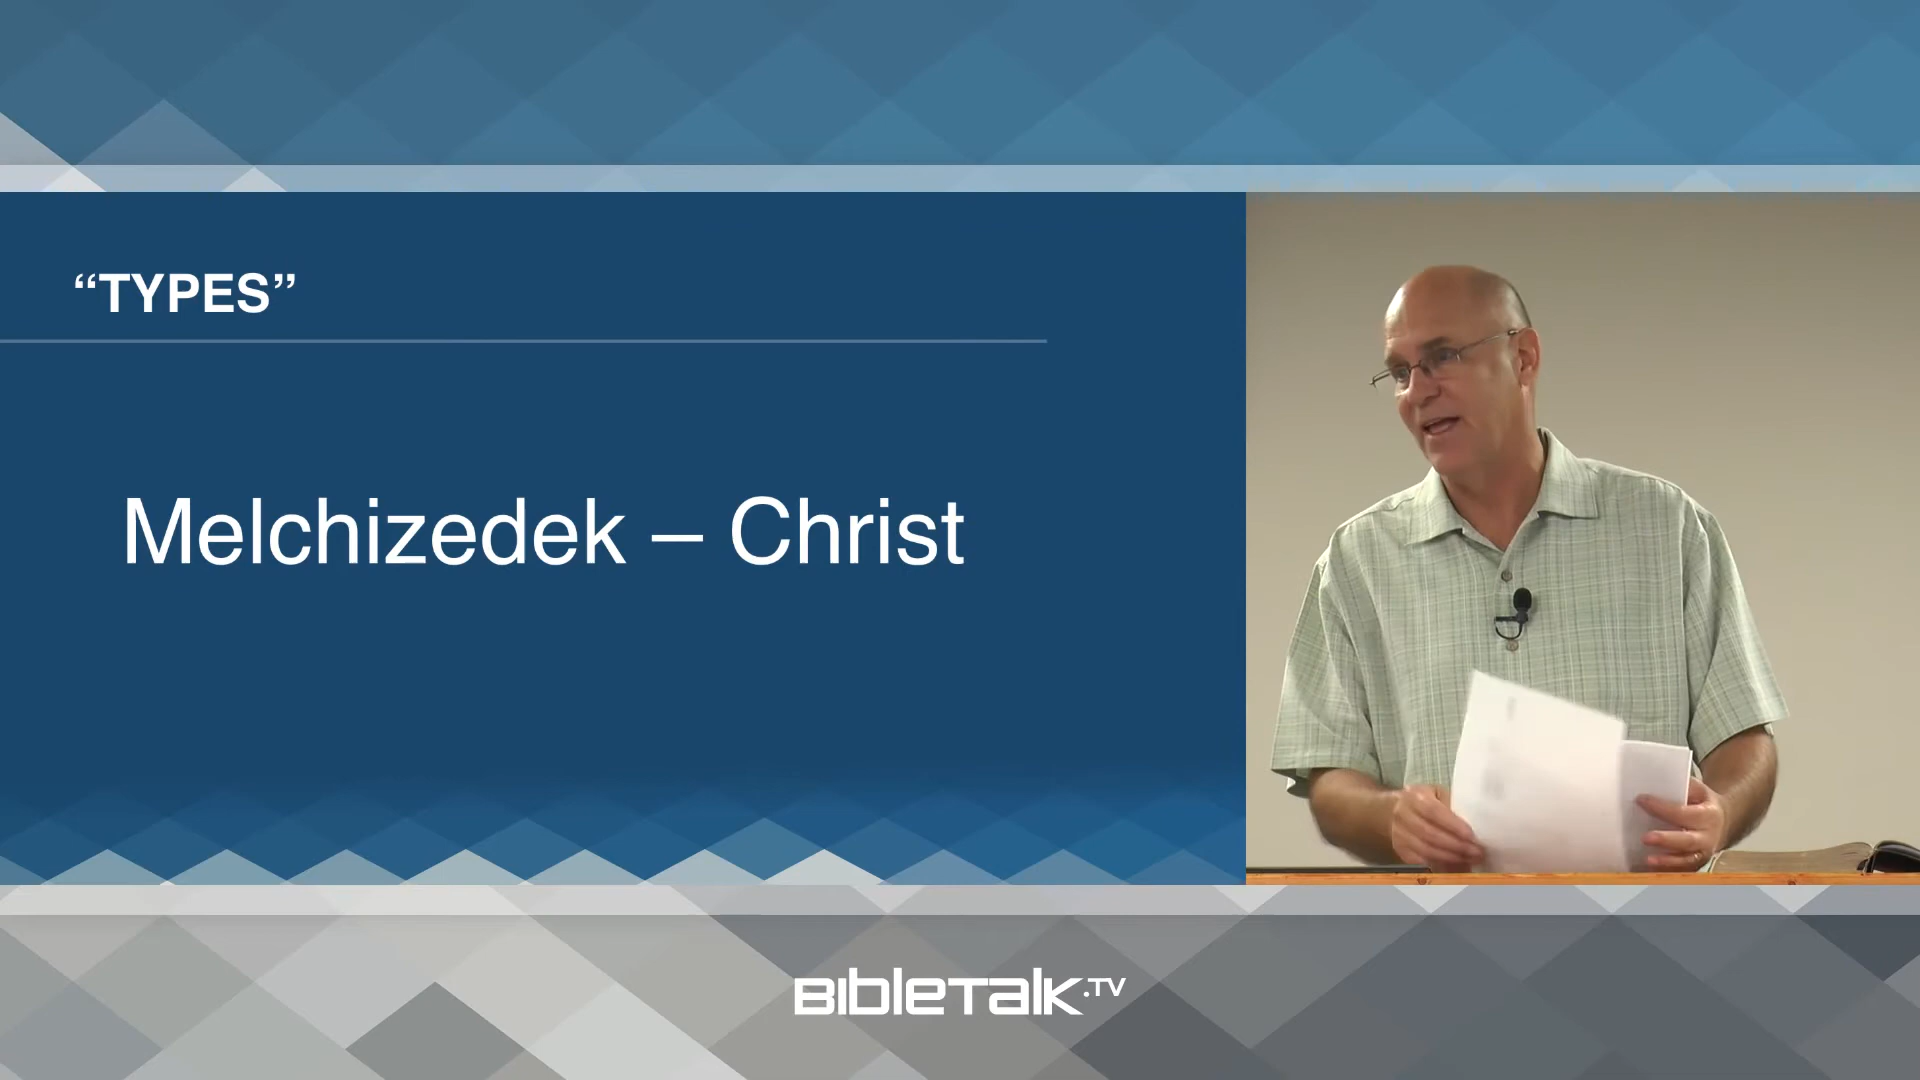 “TYPES”
Melchizedek – Christ
BIBLETALK.TV